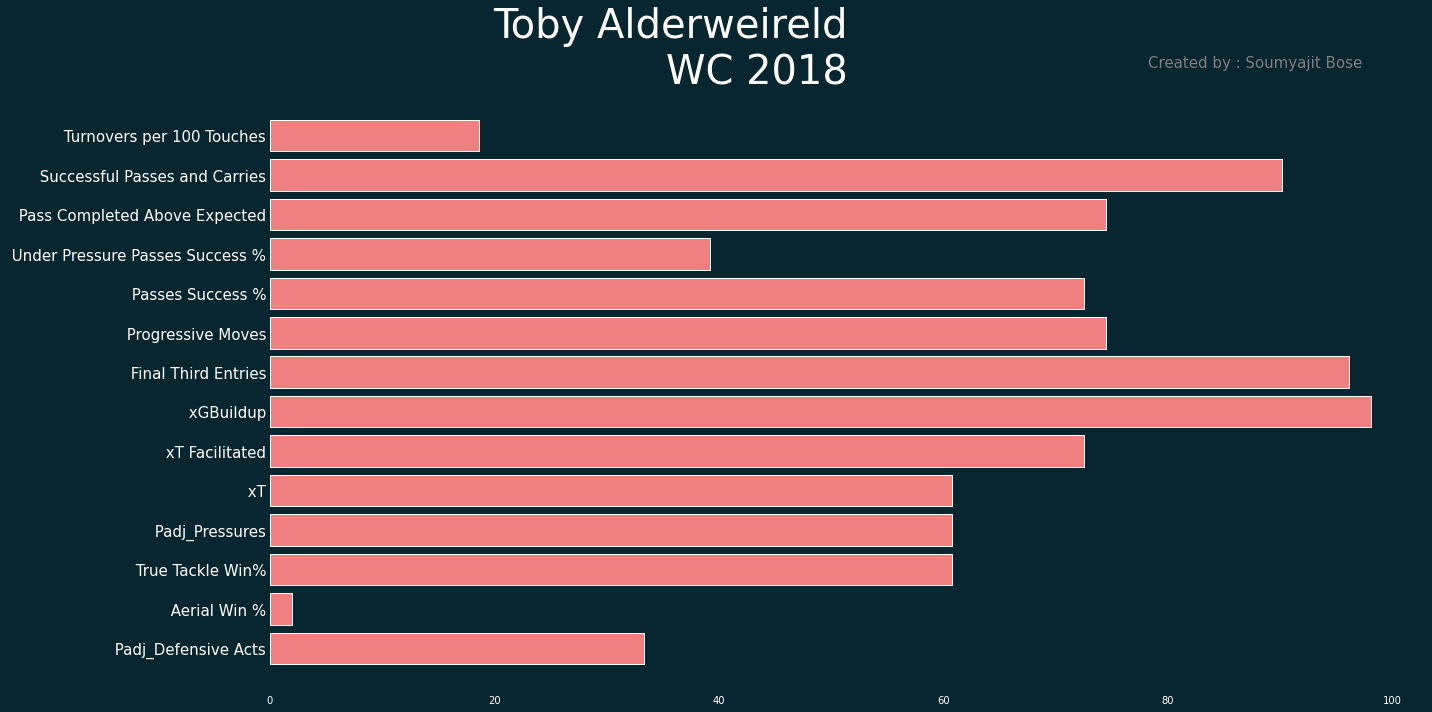 Toby Alderweireld
WC 2018
Created by : Soumyajit Bose
Turnovers per 100 Touches
Successful Passes and Carries
Pass Completed Above Expected
Under Pressure Passes Success %
Passes Success %
Progressive Moves
Final Third Entries
xGBuildup
xT Facilitated
xT
Padj_Pressures
True Tackle Win%
Aerial Win %
Padj_Defensive Acts
0 20 40 60 80 100